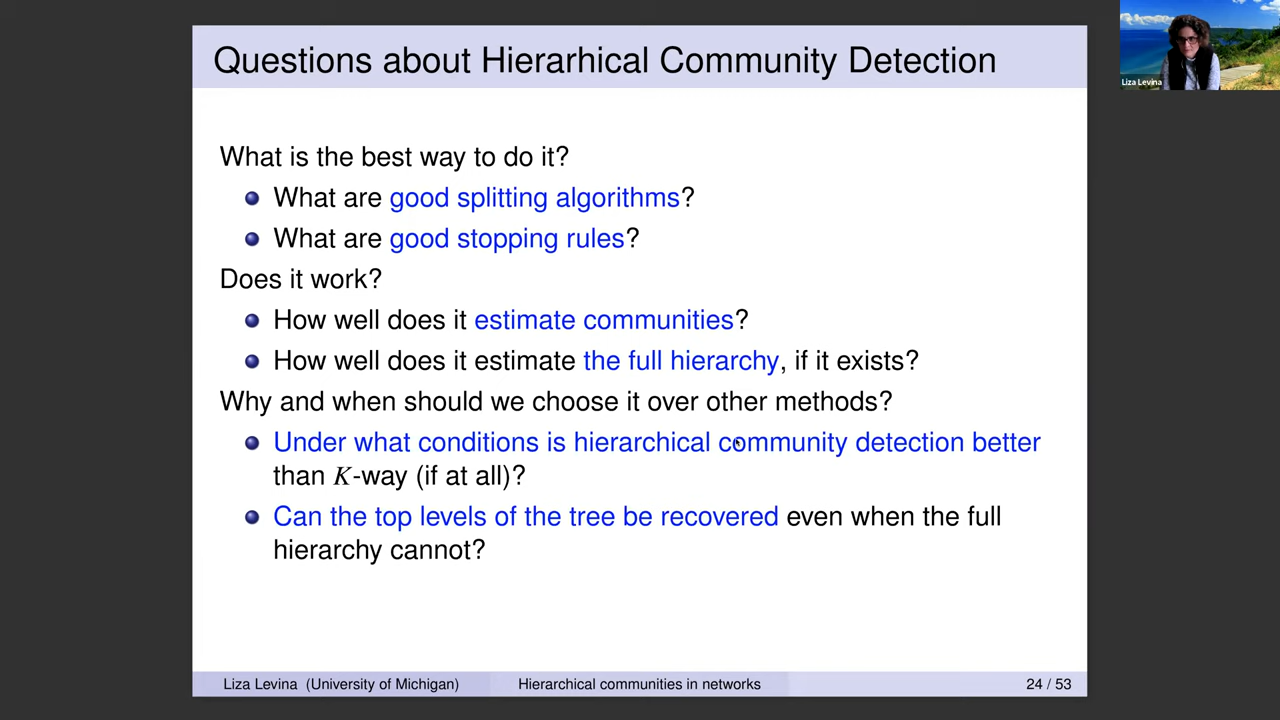 Questions about Hierarhical Community Detection
Liza Levina
What is the best way to do it?
What are good splitting algorithms?
What are good stopping rules?
Does it work?
How well does it estimate communities?
How well does it estimate the full hierarchy, if it exists?
Why and when should we choose it over other methods?
Under what conditions is hierarchical community detection better
than K-way (if at all)?
Can the top levels of the tree be recovered even when the full
hierarchy cannot?
Liza Levina (University of Michigan) Hierarchical communities in networks 24 / 53